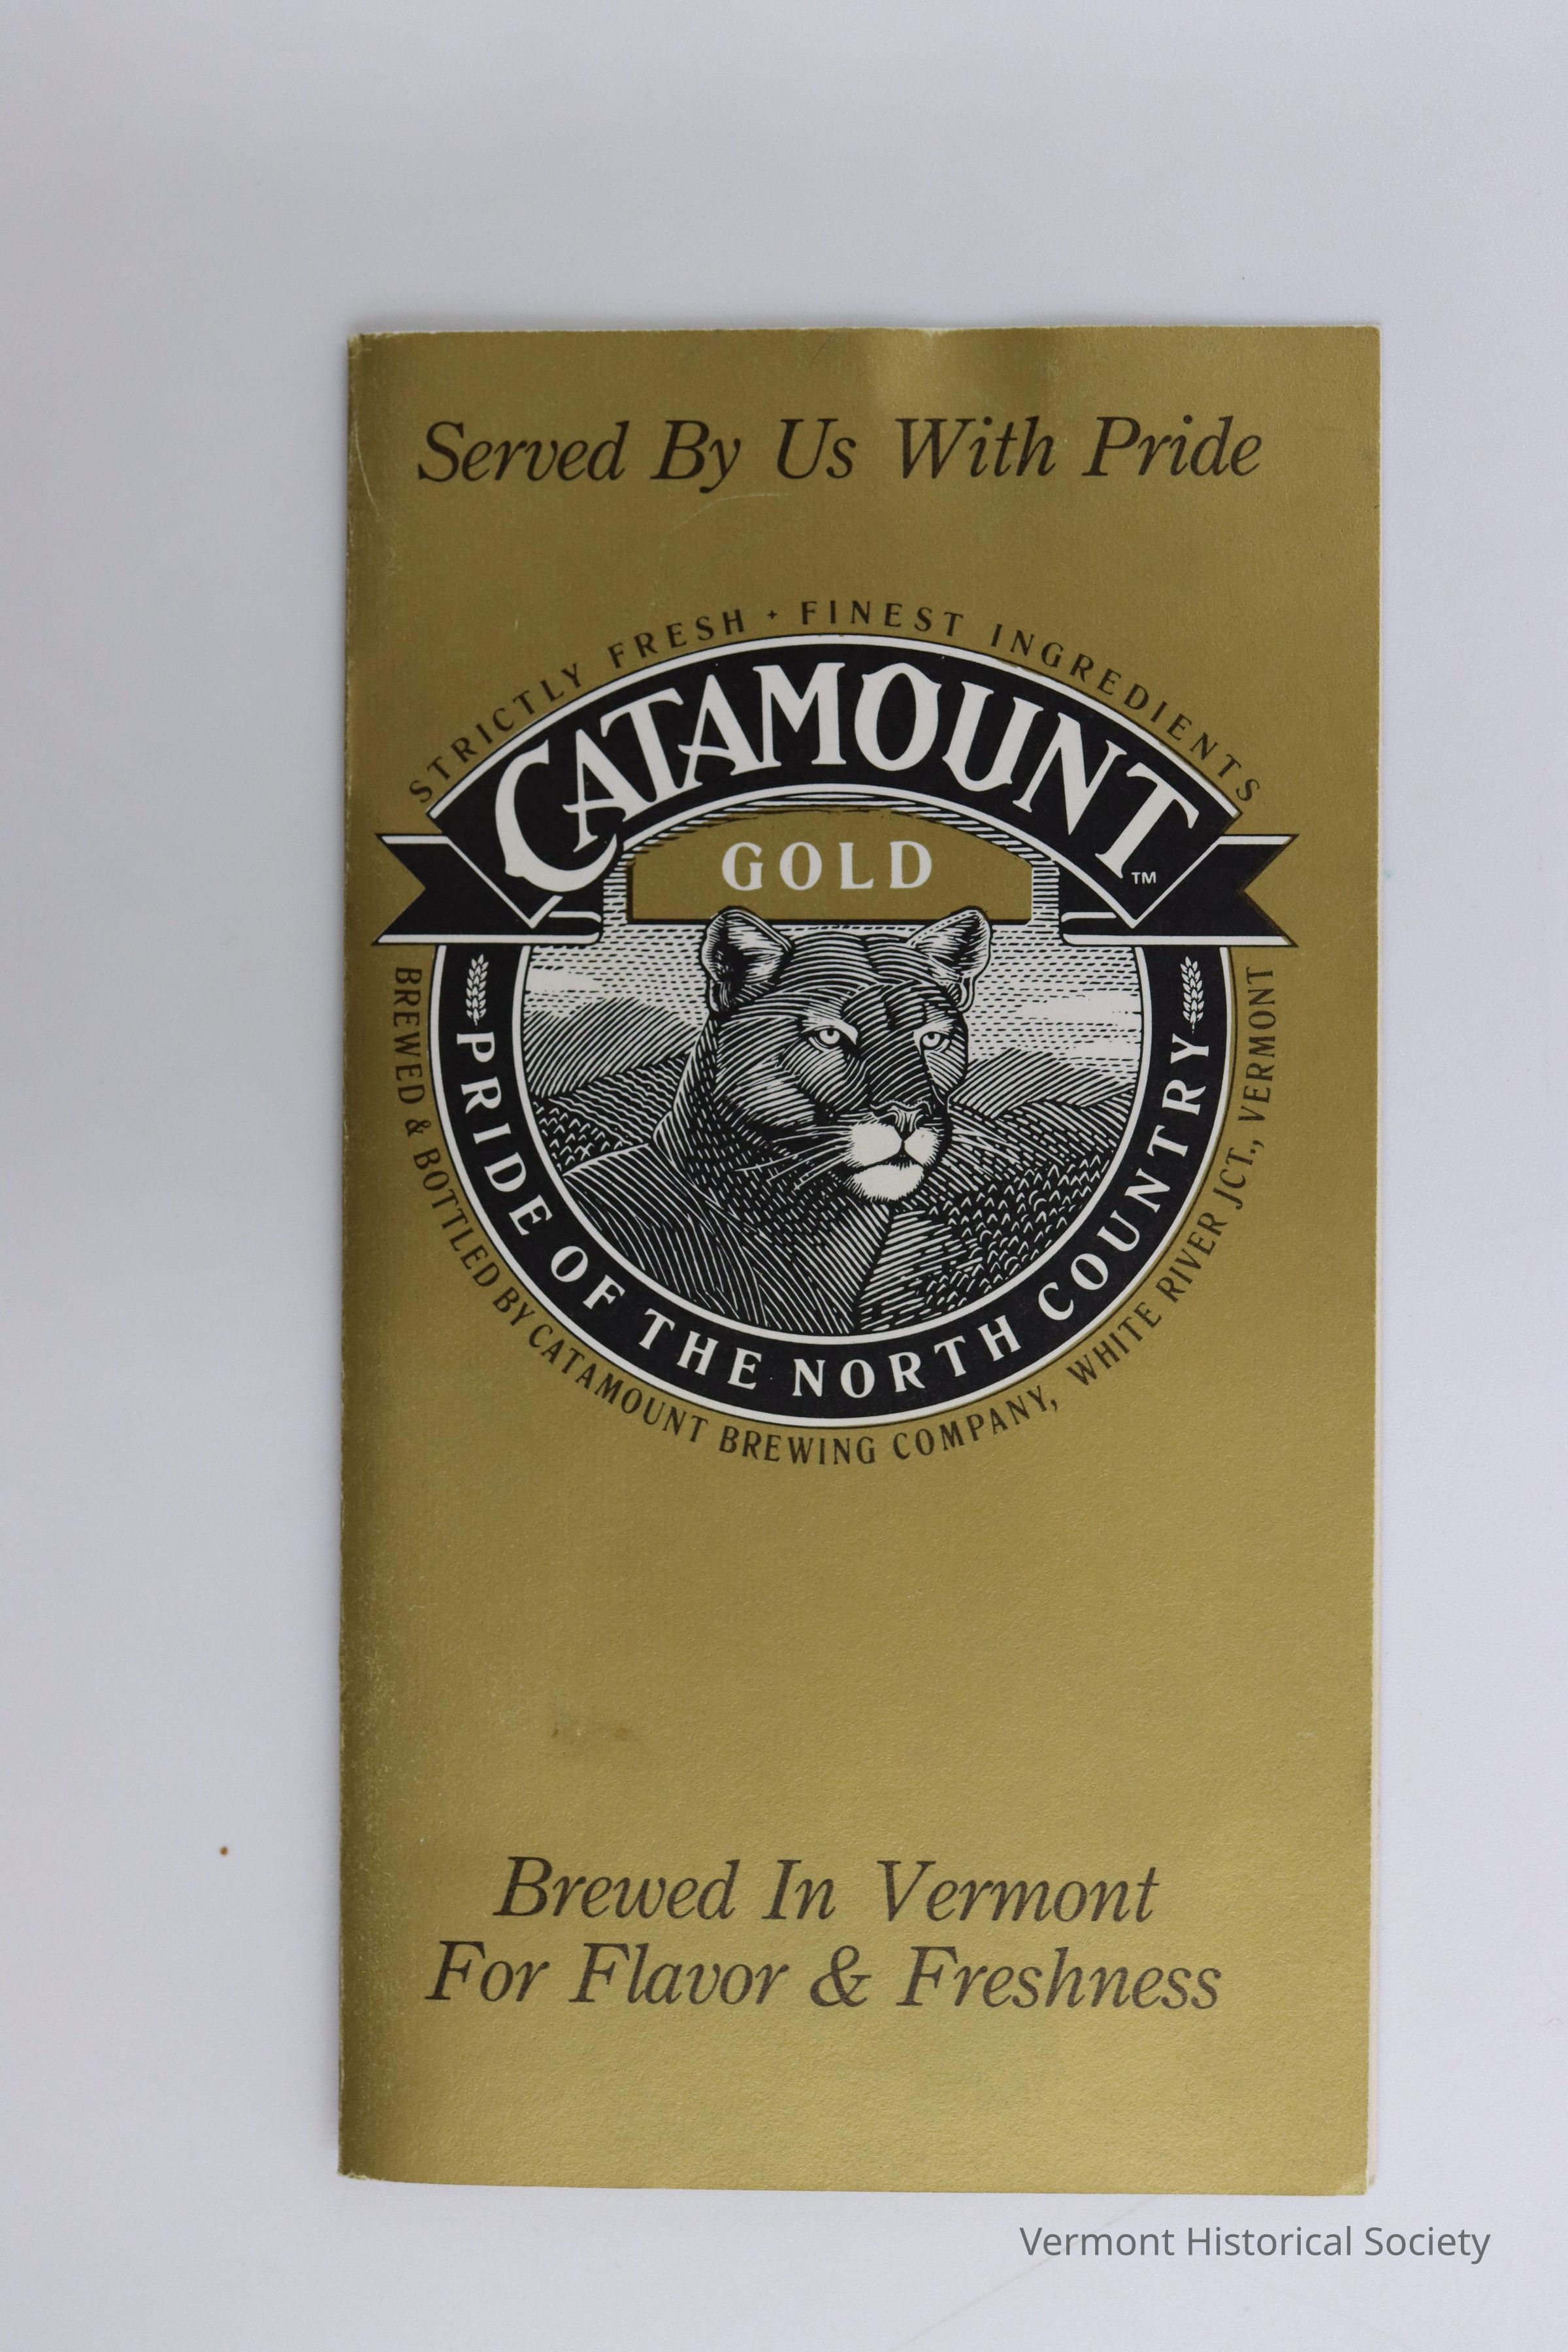 Served By Us With Pride
STRICTLY FRESH + FINEST INGREDIENTS
CATAMOUNT TM
GOLD
PRIDE OF THE NORTH COUNTRY
BREWED & BOTTLED BY CATAMOUNT BREWING COMPANY, WHITE RIVER JCT., VERMONT
Brewed In Vermont
For Flavor & Freshness
Vermont Historical Society